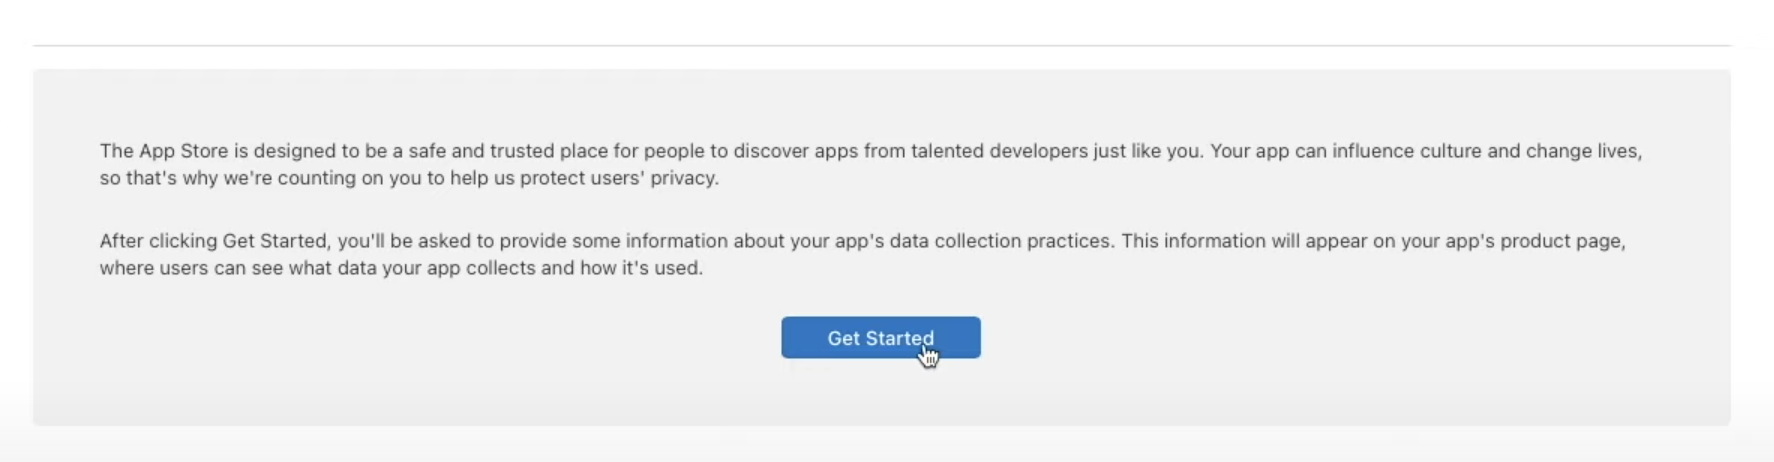 The App Store is designed to be a safe and trusted place for people to discover apps from talented developers just like you. Your app can influence culture and change lives,
so that's why we're counting on you to help us protect users' privacy.
After clicking Get Started, you'll be asked to provide some information about your app's data collection practices. This information will appear on your app's product page,
where users can see what data your app collects and how it's used.
Get Started